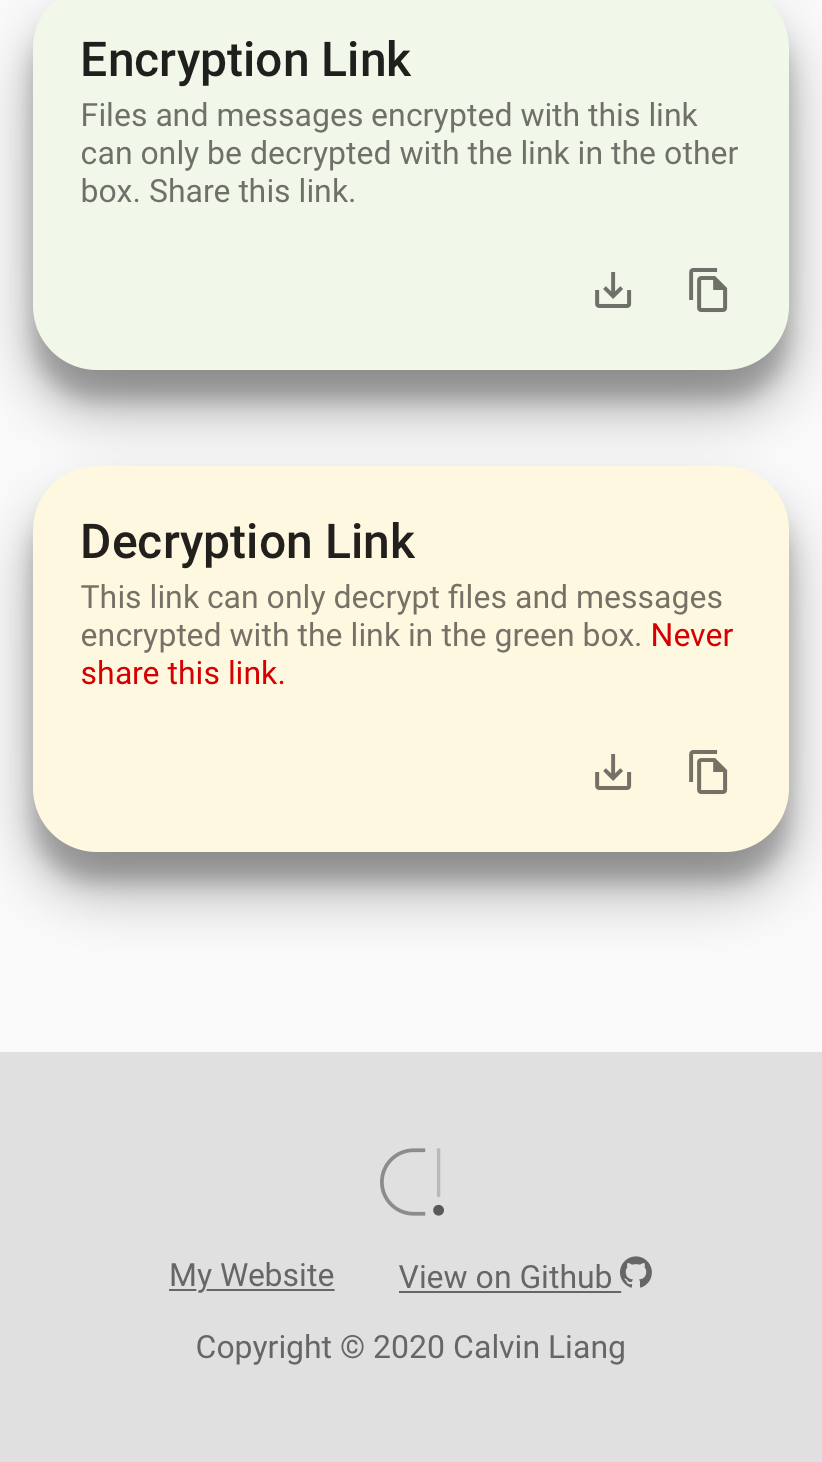 Encryption Link
Files and messages encrypted with this link
can only be decrypted with the link in the other
box. Share this link.
Decryption Link
This link can only decrypt files and messages
encrypted with the link in the green box. Never
share this link.
C!
My Website View on Github
Copyright © 2020 Calvin Liang